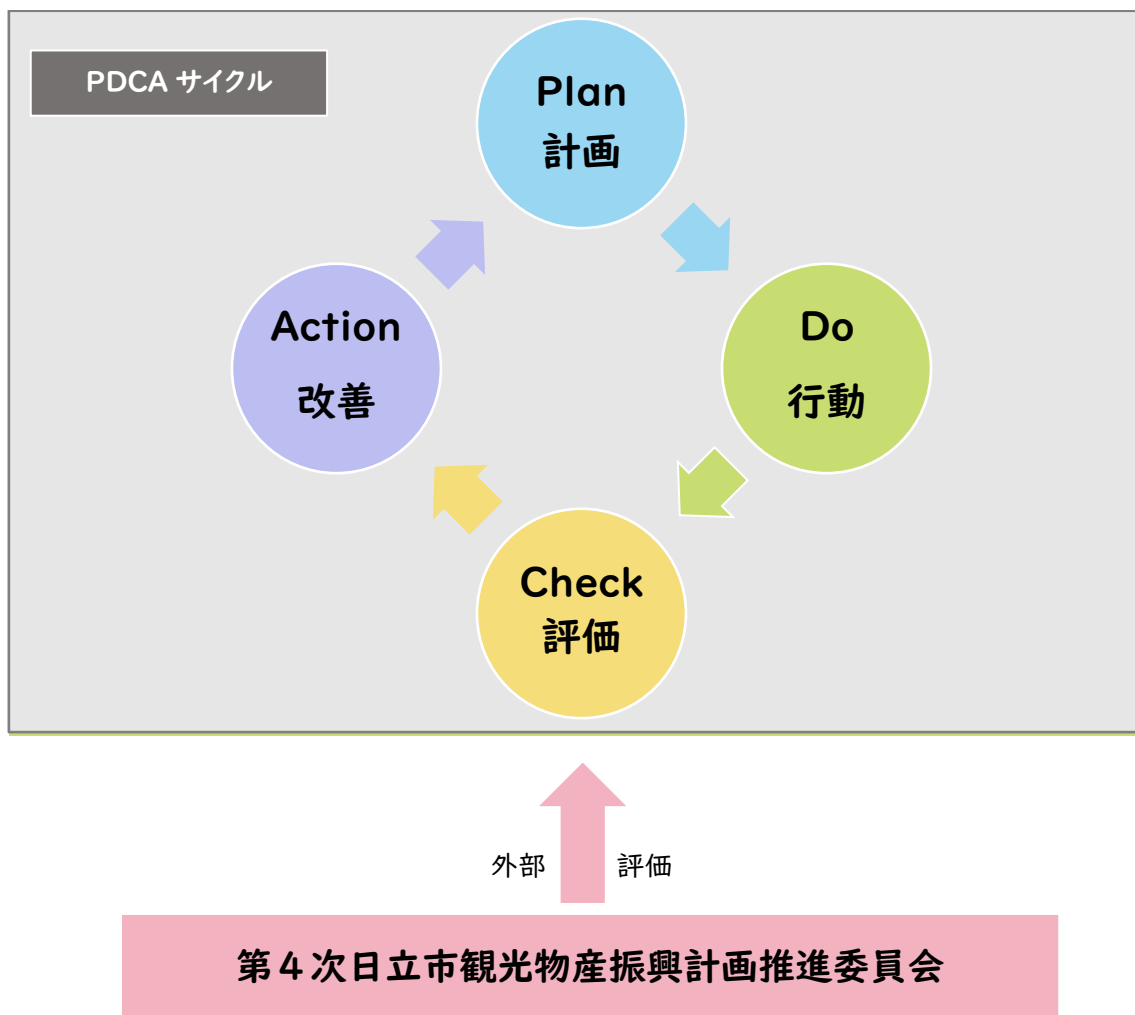 PDCA サイクル
Plan
計画
Action
改善
Do
行動
Check
評価
外部 評価
第4次日立市観光物産振興計画推進委員会